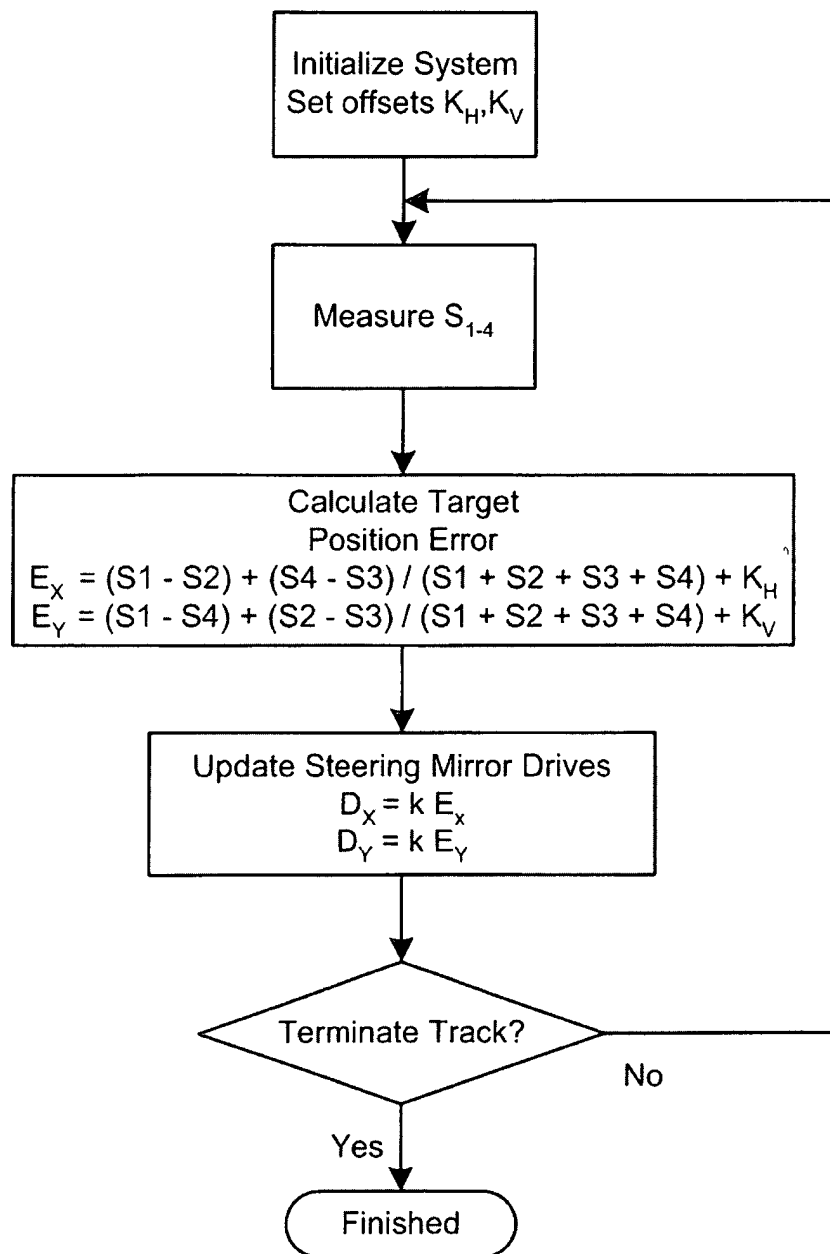 Initialize System
Set offsets K_H,K_V
Measure S_1-4
Calculate Target
Position Error
E_X = (S1 - S2) + (S4 - S3) / (S1 + S2 + S3 + S4) + K_H
E_Y = (S1 - S4) + (S2 - S3) / (S1 + S2 + S3 + S4) + K_V
Update Steering Mirror Drives
D_X = k E_x
D_Y = k E_Y
Terminate Track?
No
Yes
Finished